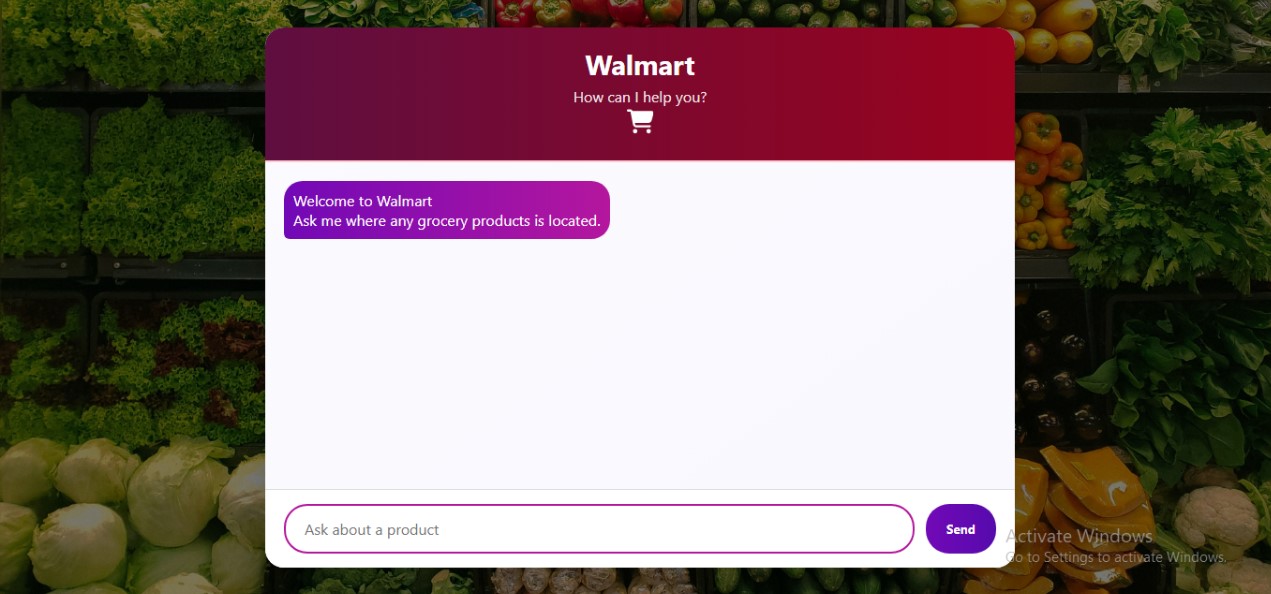 Walmart
How can I help you?
Welcome to Walmart
Ask me where any grocery products is located.
Ask about a product
Send
Activate Windows
Go to Settings to activate Windows.